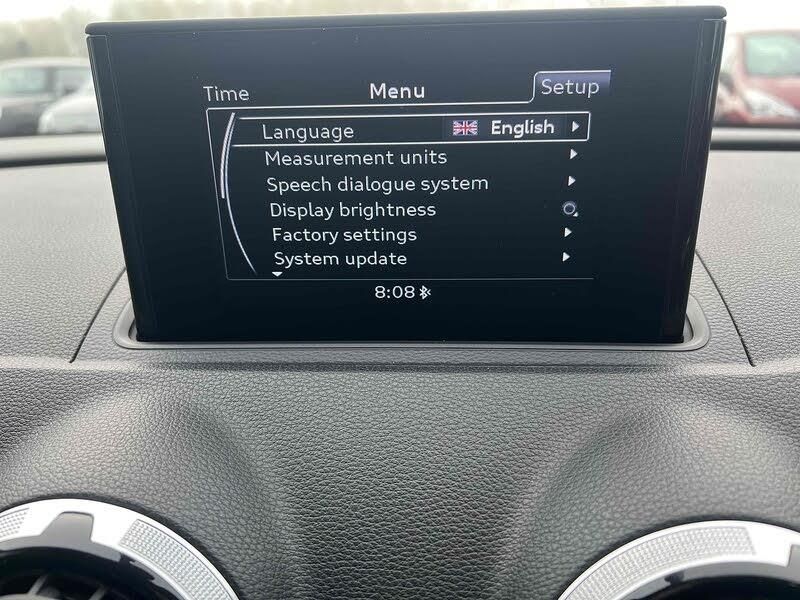 Time Menu Setup
Language English
Measurement units
Speech dialogue system
Display brightness
Factory settings
System update
8:08